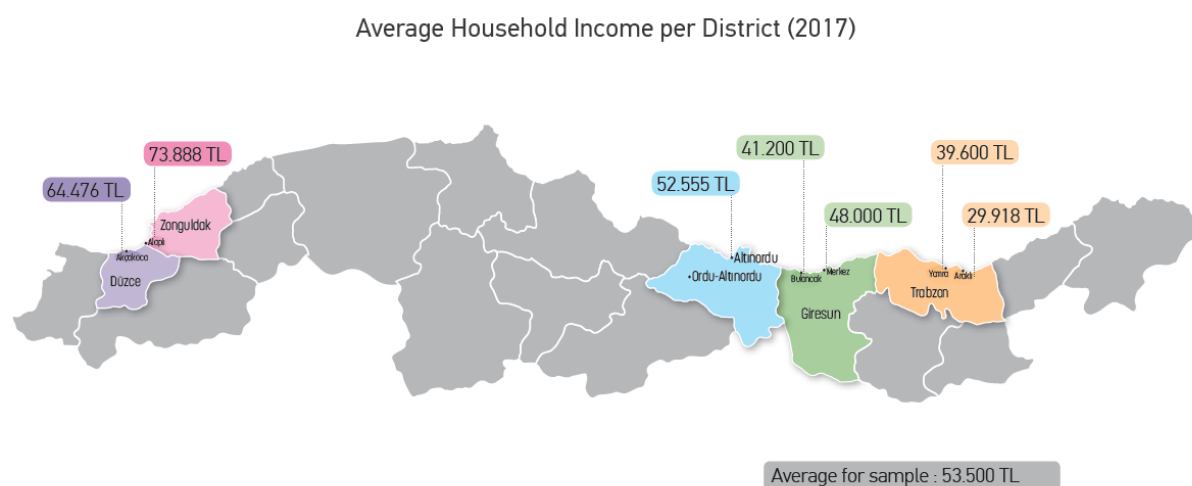 Average Household Income per District (2017)
41.200 TL
73.888 TL
39.600 TL
64.476 TL
52.555 TL
48.000 TL
29.918 TL
Zonguldak
Alaplı
Akçakoca
Düzce
Altınordu
Ordu-Altınordu
Bulancak
Merkez
Giresun
Yomra
Araklı
Trabzon
Average for sample : 53.500 TL